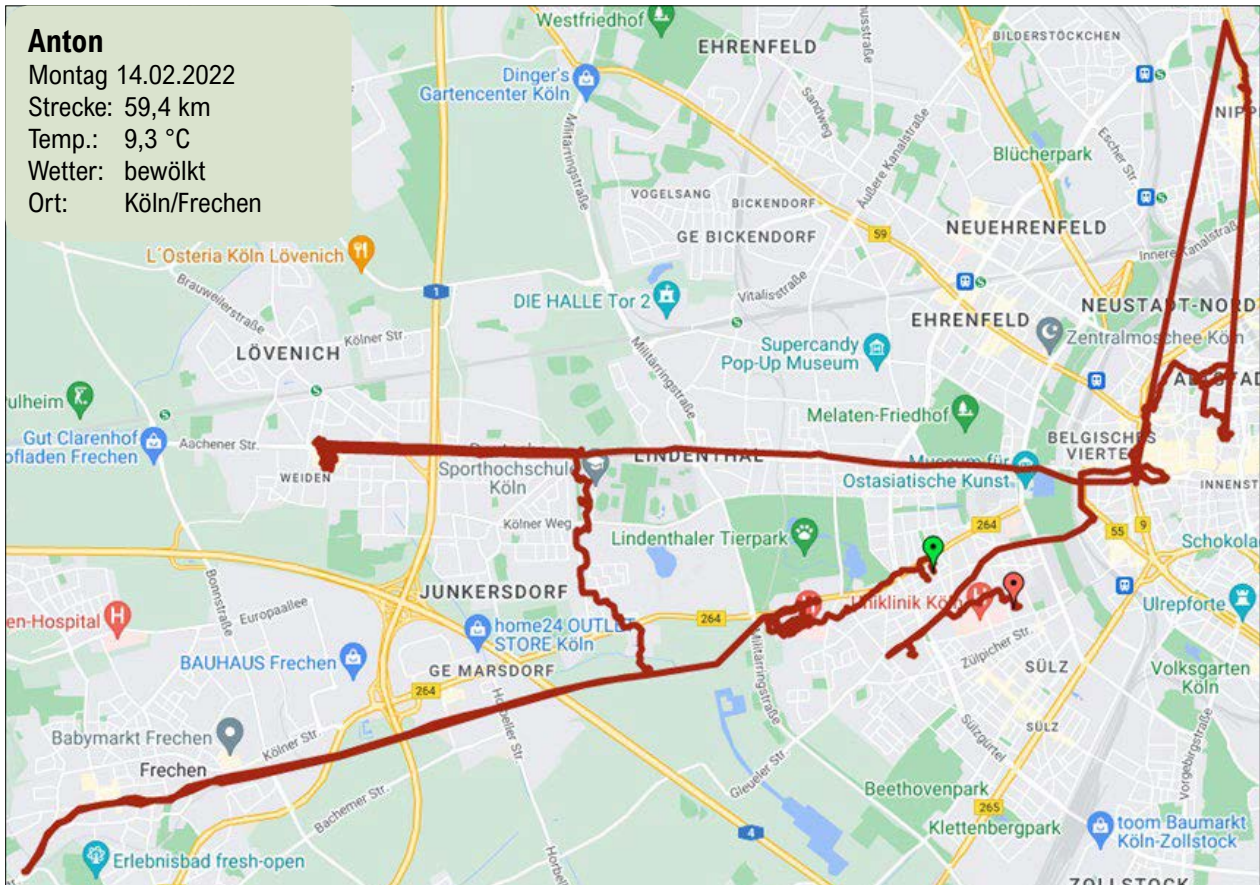 Anton
Montag 14.02.2022
Strecke: 59,4 km
Temp.: 9,3 °C
Wetter: bewölkt
Ort: Köln/Frechen
Westfriedhof
EHRENFELD
BILDERSTÖCKCHEN
Dinger's
Gartencenter Köln
Militärringstraße
Sandweg
Äußere Kanalstraße
Escher Str.
NIPP
Blücherpark
VOGELSANG
BICKENDORF
GE BICKENDORF
59
NEUEHRENFELD
Innere Kanalstraße
L'Osteria Köln Lövenich
Brauweilerstraße
1
DIE HALLE Tor 2
Vitalisstraße
NEUSTADT-NORD
EHRENFELD
Zentralmoschee Köln
Kölner Str.
LÖVENICH
Supercandy
Pop-Up Museum
Militärringstraße
ulheim
Melaten-Friedhof
Gut Clarenhof
ofladen Frechen
Aachener Str.
WEIDEN
Sporthochschule
Köln
LINDENTHAL
BELGISCHES
VIERTEL
Museum für
Ostasiatische Kunst
INNENST
Kölner Weg
264
55
9
Lindenthaler Tierpark
Schokolad
Bonnstraße
Europaallee
JUNKERSDORF
en-Hospital
264
Uniklinik Köln
Ulrepforte
home24 OUTLET
STORE Köln
BAUHAUS Frechen
Zülpicher Str.
SÜLZ
GE MARSDORF
264
Militärringstraße
Volksgarten
Köln
Horbeller Str.
Sülzgürtel
SÜLZ
Babymarkt Frechen
Kölner Str.
Frechen
Vorgebirgstraße
Gleueler Str.
Beethovenpark
Bachemer Str.
265
4
Klettenbergpark
toom Baumarkt
Köln-Zollstock
Erlebnisbad fresh-open
ZOLLSTOCK